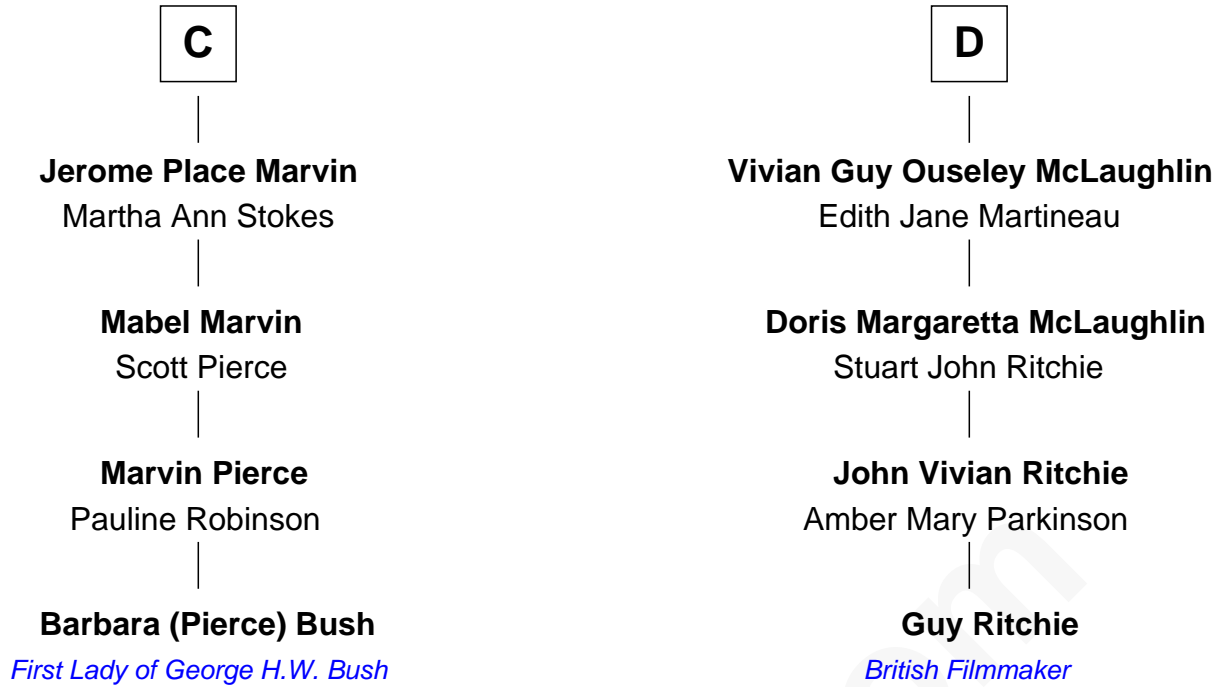 C
Jerome Place Marvin
Martha Ann Stokes
Mabel Marvin
Scott Pierce
Marvin Pierce
Pauline Robinson
Barbara (Pierce) Bush
First Lady of George H.W. Bush
D
Vivian Guy Ouseley McLaughlin
Edith Jane Martineau
Doris Margaretta McLaughlin
Stuart John Ritchie
John Vivian Ritchie
Amber Mary Parkinson
Guy Ritchie
British Filmmaker